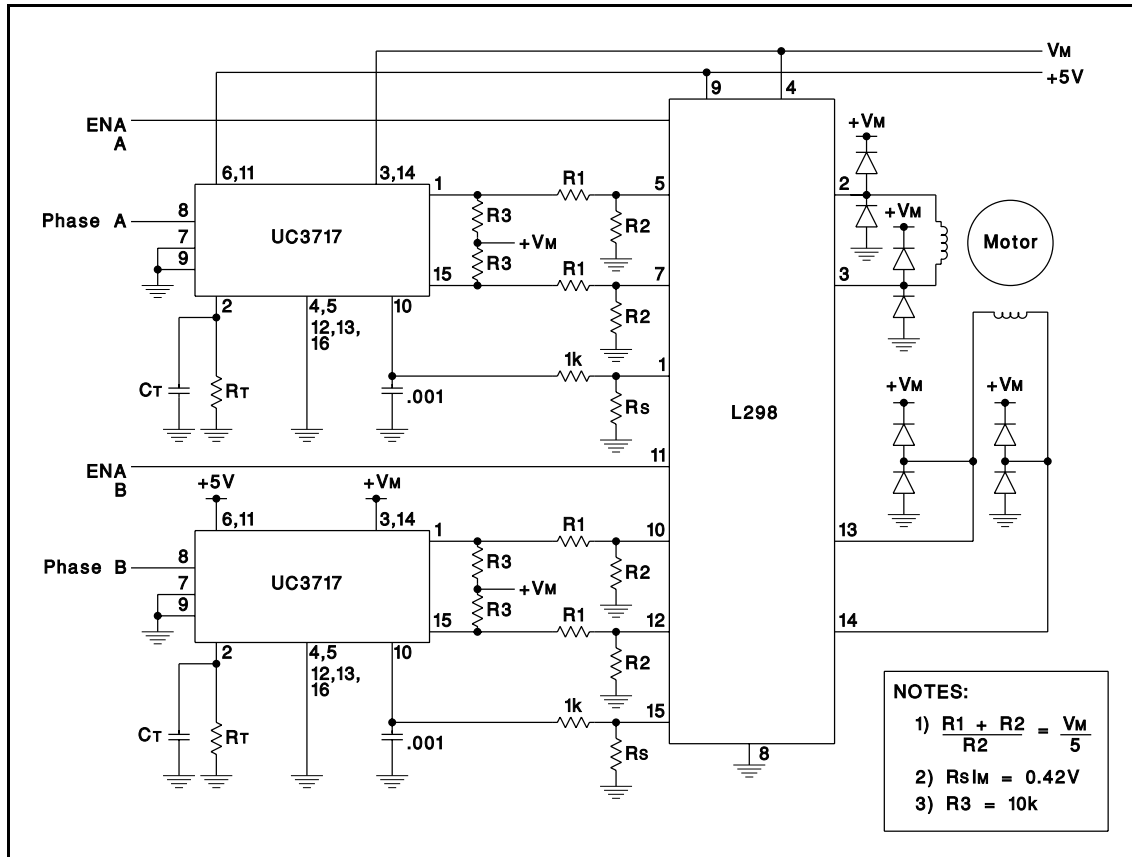 VM
+5V
9
4
ENA
A
+VM
6,11
3,14
1
R1
5
2
Phase A
8
R3
R2
+VM
7
UC3717
+VM
Motor
9
R3
15
R1
7
3
2
4,5
12,13,
16
10
R2
1k
1
CT
RT
.001
Rs
+VM
+VM
L298
ENA
B
11
+5V
+VM
6,11
3,14
1
R1
10
13
Phase B
8
R3
R2
7
UC3717
+VM
9
R3
15
R1
12
14
2
4,5
12,13,
16
10
R2
1k
15
CT
RT
.001
Rs
8
NOTES:
1) R1 + R2 = VM
R2 5
2) RsIM = 0.42V
3) R3 = 10k